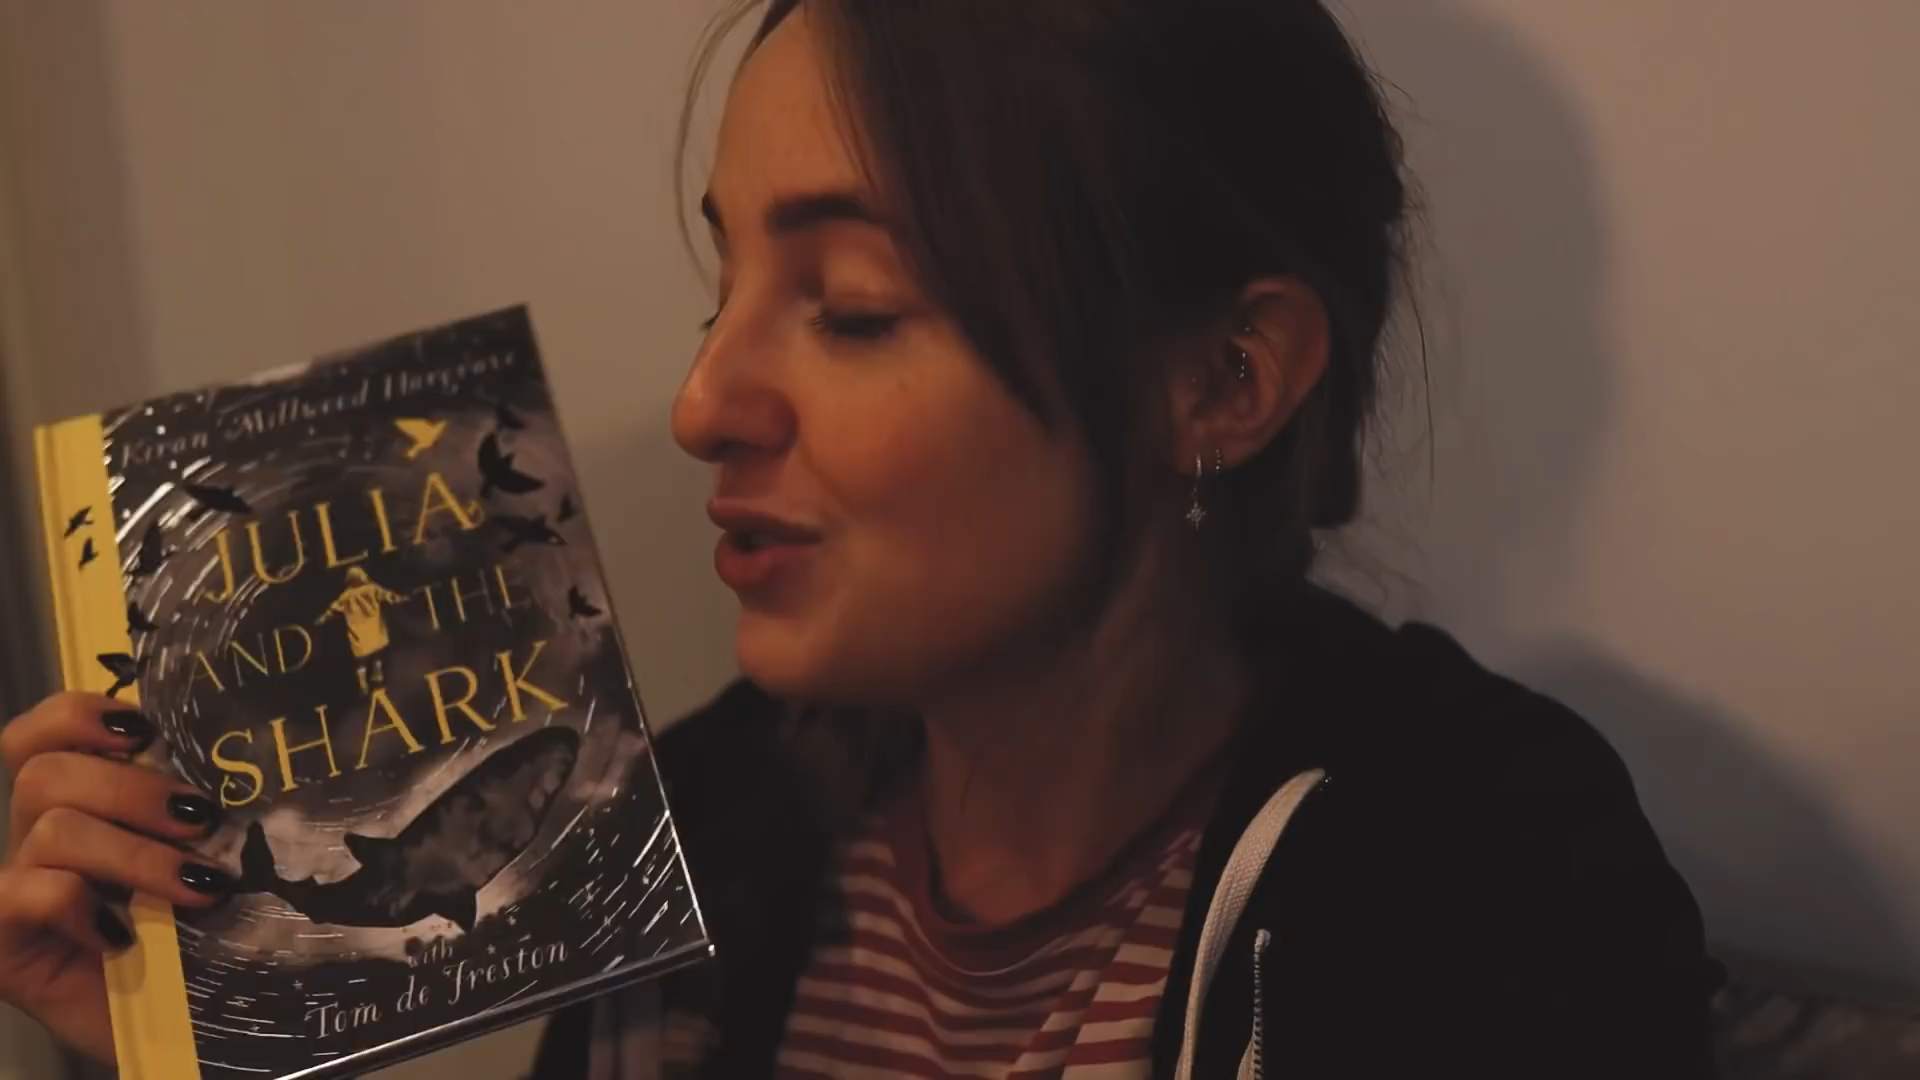 Kiran Millwood Hargrave
JULIA
AND THE
SHARK
with
Tom de Freston